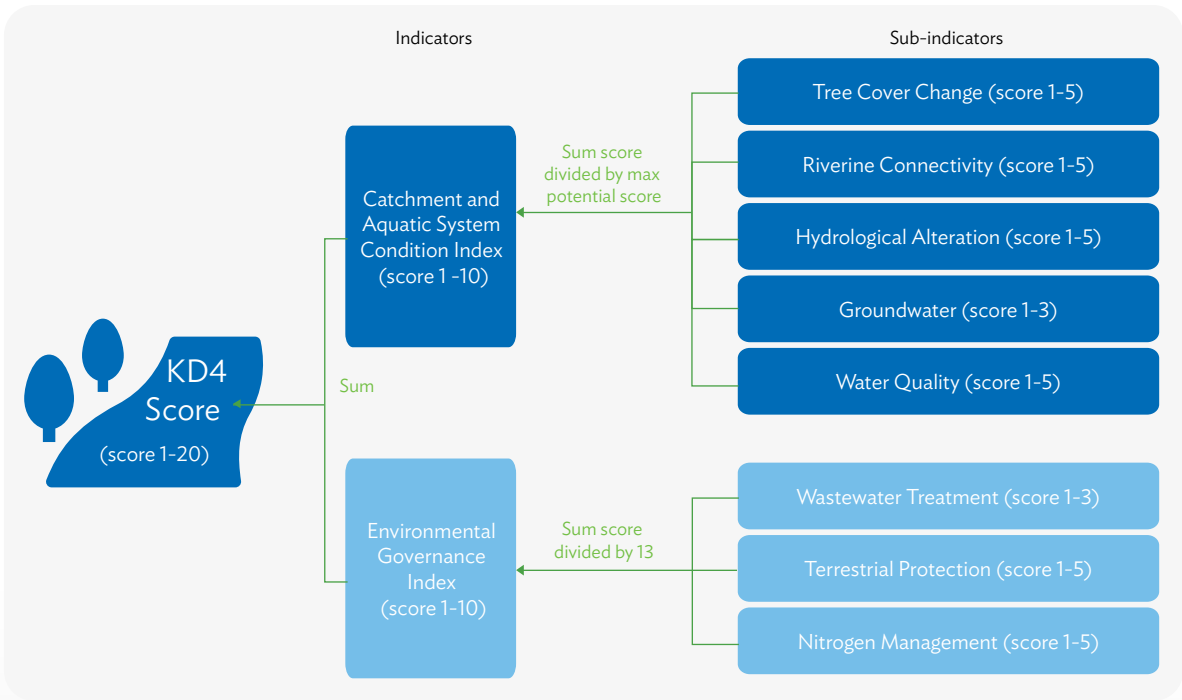 Indicators
Sub-indicators
Tree Cover Change (score 1-5)
Riverine Connectivity (score 1-5)
Hydrological Alteration (score 1-5)
Groundwater (score 1-3)
Water Quality (score 1-5)
Sum score
divided by max
potential score
Catchment and
Aquatic System
Condition Index
(score 1 -10)
KD4
Score
(score 1-20)
Sum
Environmental
Governance
Index
(score 1-10)
Sum score
divided by 13
Wastewater Treatment (score 1-3)
Terrestrial Protection (score 1-5)
Nitrogen Management (score 1-5)